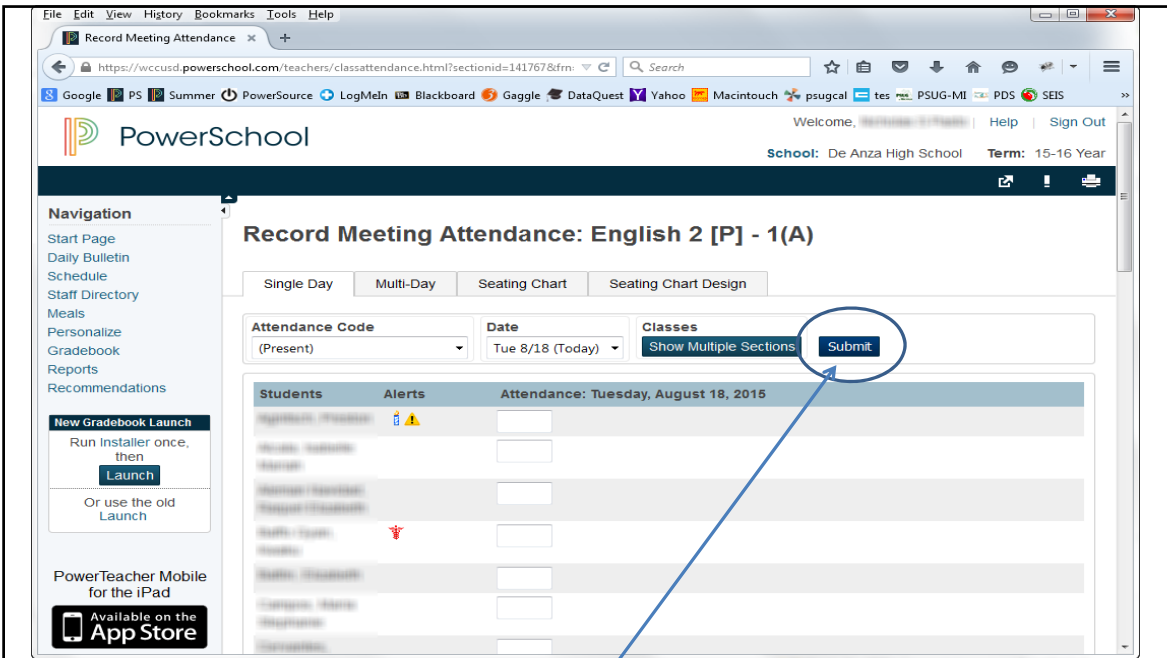 File Edit View History Bookmarks Tools Help
Record Meeting Attendance × +
https://wccusd.powerschool.com/teachers/classattendance.html?sectionid=141767&frn Search
Google PS Summer PowerSource LogMeIn Blackboard Gaggle DataQuest Yahoo Macintouch psugcal tes PSUG-MI PDS SEIS »
PowerSchool
Welcome, | Help | Sign Out
School: De Anza High School Term: 15-16 Year
Navigation
Start Page
Daily Bulletin
Schedule
Staff Directory
Meals
Personalize
Gradebook
Reports
Recommendations
New Gradebook Launch
Run Installer once,
then
Launch
Or use the old
Launch
PowerTeacher Mobile
for the iPad
Available on the
App Store
Record Meeting Attendance: English 2 [P] - 1(A)
Single Day Multi-Day Seating Chart Seating Chart Design
Attendance Code Date Classes
(Present) Tue 8/18 (Today) Show Multiple Sections Submit
Students Alerts Attendance: Tuesday, August 18, 2015